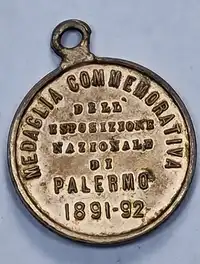 MEDAGLIA COMMEMORATIVA
DELL'
ESPOSIZIONE
NAZIONALE
DI
PALERMO
1891-92